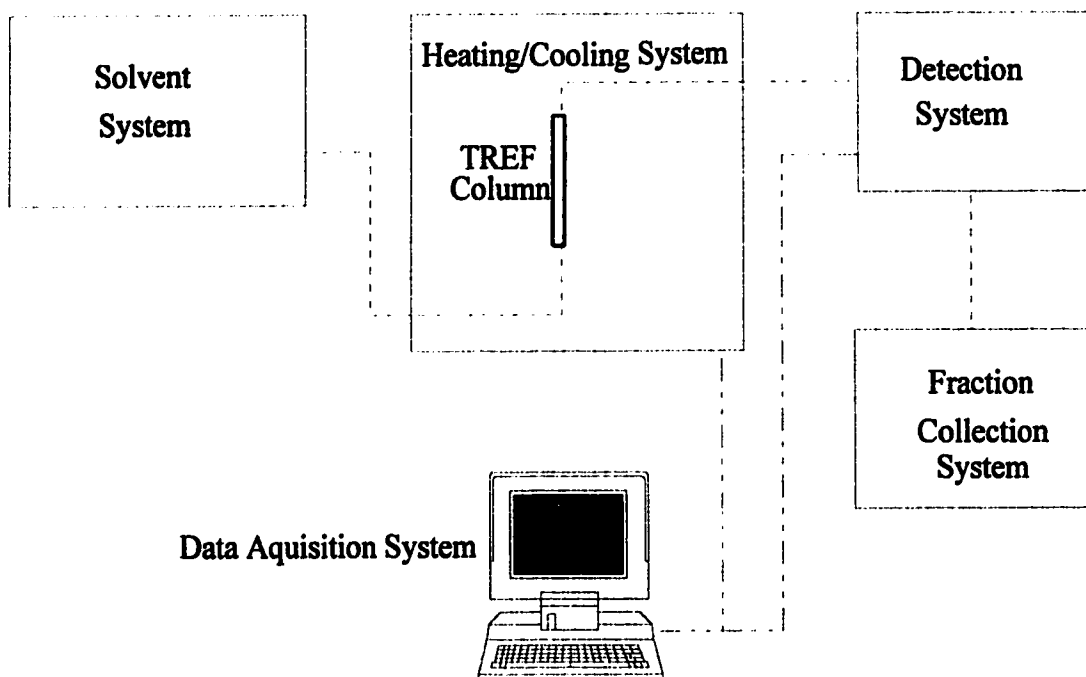 Solvent
System
Heating/Cooling System
TREF
Column
Detection
System
Fraction
Collection
System
Data Aquisition System